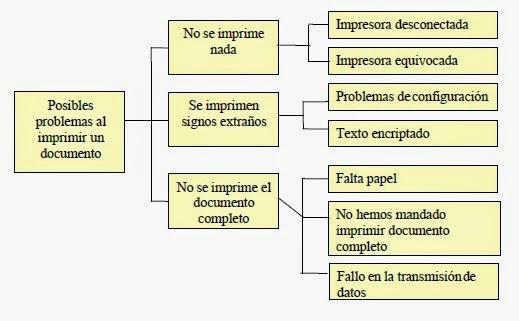 Posibles
problemas al
imprimir un
documento
No se imprime
nada
Impresora desconectada
Impresora equivocada
Se imprimen
signos extraños
Problemas de configuración
Texto encriptado
No se imprime el
documento
completo
Falta papel
No hemos mandado
imprimir documento
completo
Fallo en la transmisión de
datos